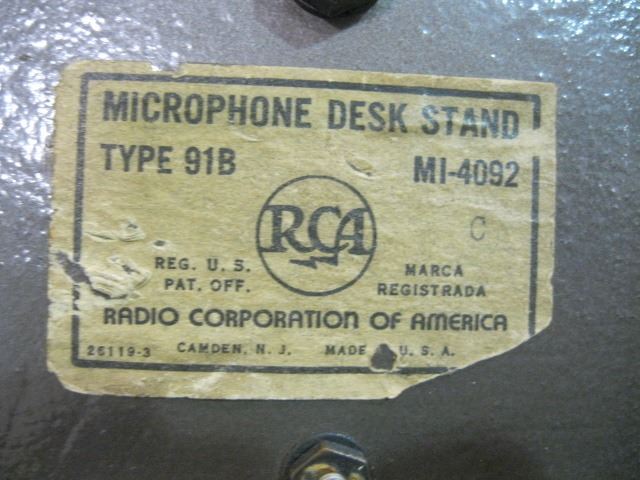 MICROPHONE DESK STAND
TYPE 91B MI-4092
RCA
C
REG. U. S. MARCA
PAT. OFF. REGISTRADA
RADIO CORPORATION OF AMERICA
26119-3 CAMDEN, N. J. MADE U. S. A.